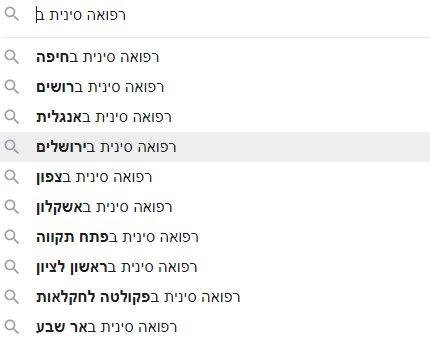 רפואה סינית ב
רפואה סינית בחיפה
רפואה סינית ברושים
רפואה סינית באנגלית
רפואה סינית בירושלים
רפואה סינית בצפון
רפואה סינית באשקלון
רפואה סינית בפתח תקווה
רפואה סינית בראשון לציון
רפואה סינית בפקולטה לחקלאות
רפואה סינית באר שבע